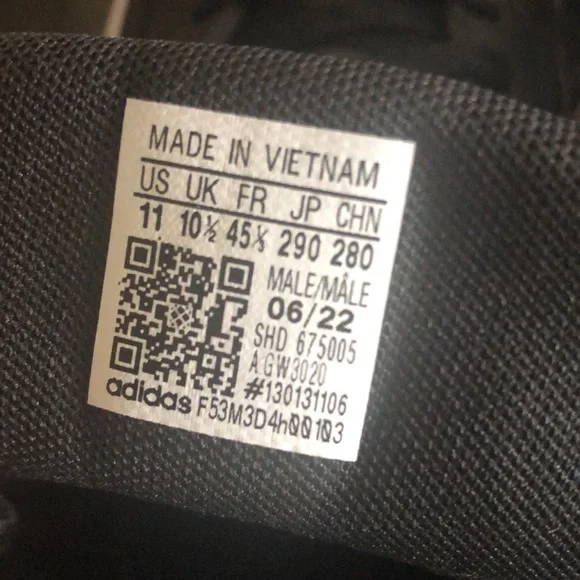 MADE IN VIETNAM
US UK FR JP CHN
11 10½ 45⅓ 290 280
MALE/MÂLE
06/22
SHD 675005
A GW3020
#130131106
adidas F53M3D4h00103